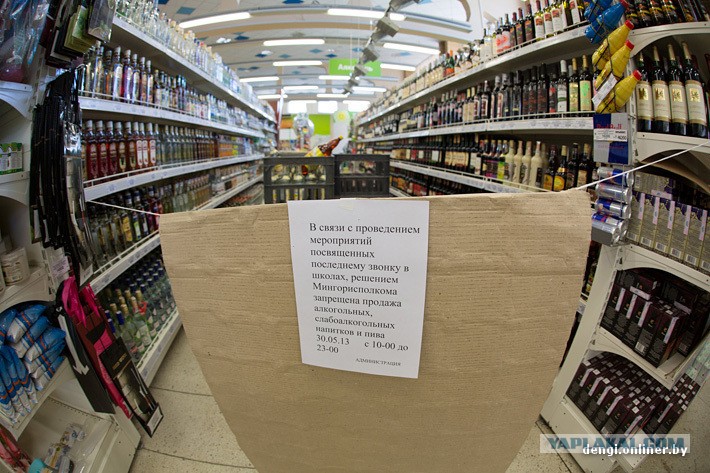 В связи с проведением
мероприятий
посвященных
последнему звонку в
школах, решением
Мингорисполкома
запрещена продажа
алкогольных,
слабоалкогольных
напитков и пива
30.05.13 с 10-00 до
23-00
АДМИНИСТРАЦИЯ
YAPLAKAL.COM
dengi.onliner.by